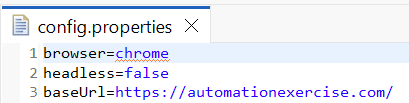 config.properties
1 browser=chrome
2 headless=false
3 baseUrl=https://automationexercise.com/